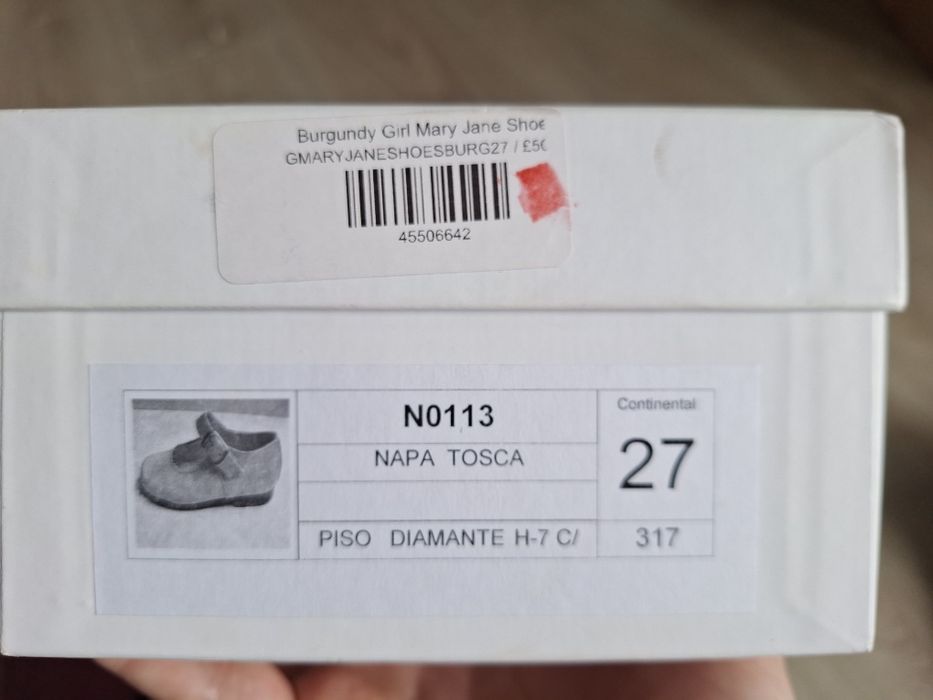 Burgundy Girl Mary Jane Shoe
GMARYJANESHOESBURG27 / £5
45506642
N0113
NAPA TOSCA
PISO DIAMANTE H-7 C/
Continental
27
317